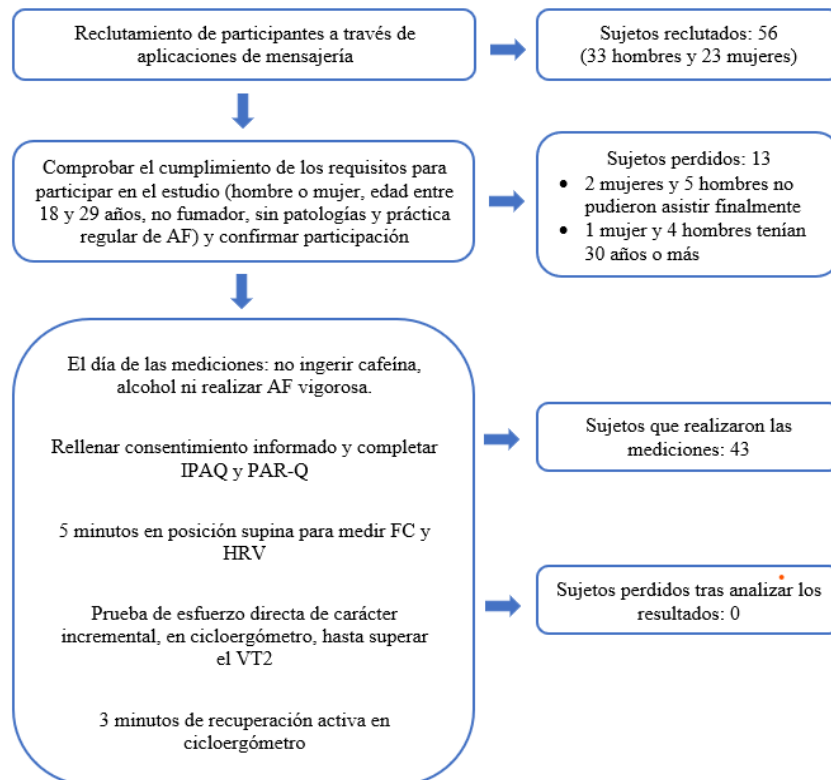 Reclutamiento de participantes a través de
aplicaciones de mensajería
Sujetos reclutados: 56
(33 hombres y 23 mujeres)
Comprobar el cumplimiento de los requisitos para
participar en el estudio (hombre o mujer, edad entre
18 y 29 años, no fumador, sin patologías y práctica
regular de AF) y confirmar participación
Sujetos perdidos: 13
• 2 mujeres y 5 hombres no
pudieron asistir finalmente
• 1 mujer y 4 hombres tenían
30 años o más
El día de las mediciones: no ingerir cafeína,
alcohol ni realizar AF vigorosa.
Rellenar consentimiento informado y completar
IPAQ y PAR-Q
5 minutos en posición supina para medir FC y
HRV
Prueba de esfuerzo directa de carácter
incremental, en cicloergómetro, hasta superar
el VT2
3 minutos de recuperación activa en
cicloergómetro
Sujetos que realizaron las
mediciones: 43
Sujetos perdidos tras analizar los
resultados: 0